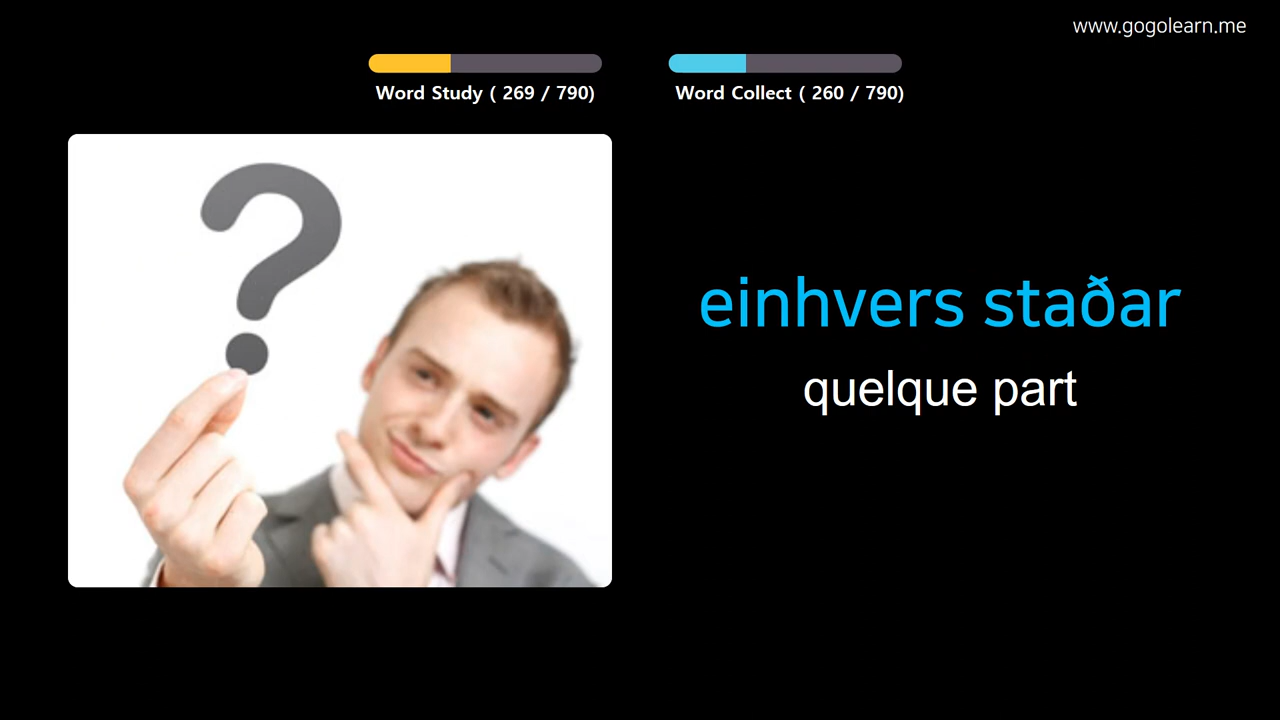 www.gogolearn.me
Word Study ( 269 / 790)
Word Collect ( 260 / 790)
?
einhvers staðar
quelque part